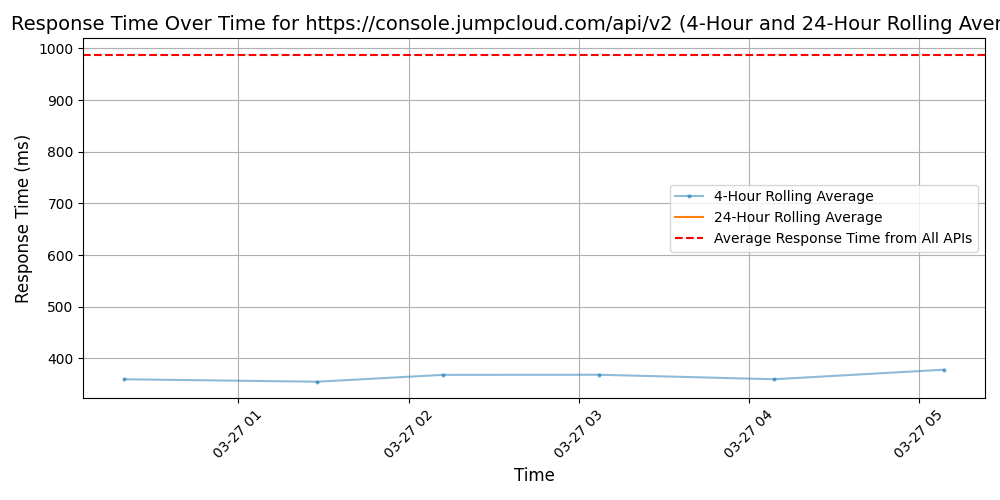 Response Time Over Time for https://console.jumpcloud.com/api/v2 (4-Hour and 24-Hour Rolling Aver
1000
900
800
700
600
500
400
Response Time (ms)
4-Hour Rolling Average
24-Hour Rolling Average
Average Response Time from All APIs
03-27 01
03-27 02
03-27 03
03-27 04
03-27 05
Time